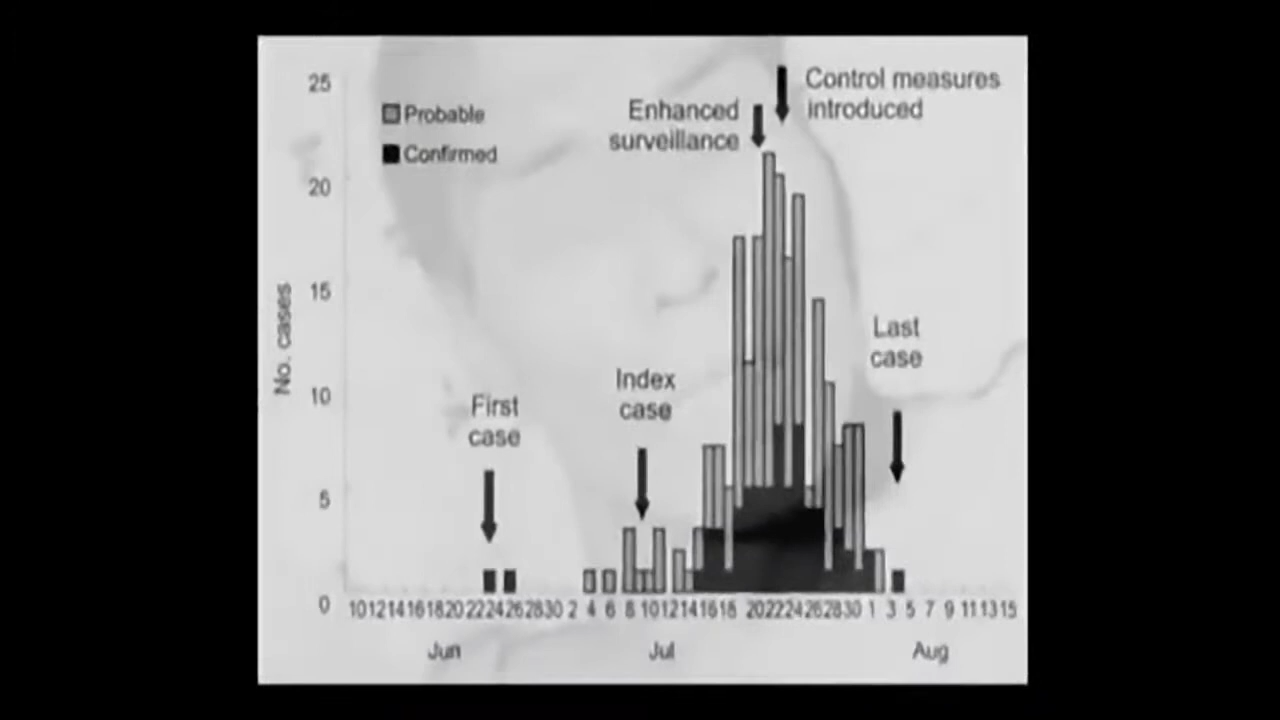 25
20
15
10
5
0
No. cases
Probable
Confirmed
Enhanced
surveillance
Control measures
introduced
First
case
Index
case
Last
case
10 12 14 16 18 20 22 24 26 28 30 2 4 6 8 10 12 14 16 18 20 22 24 26 28 30 1 3 5 7 9 11 13 15
Jun Jul Aug